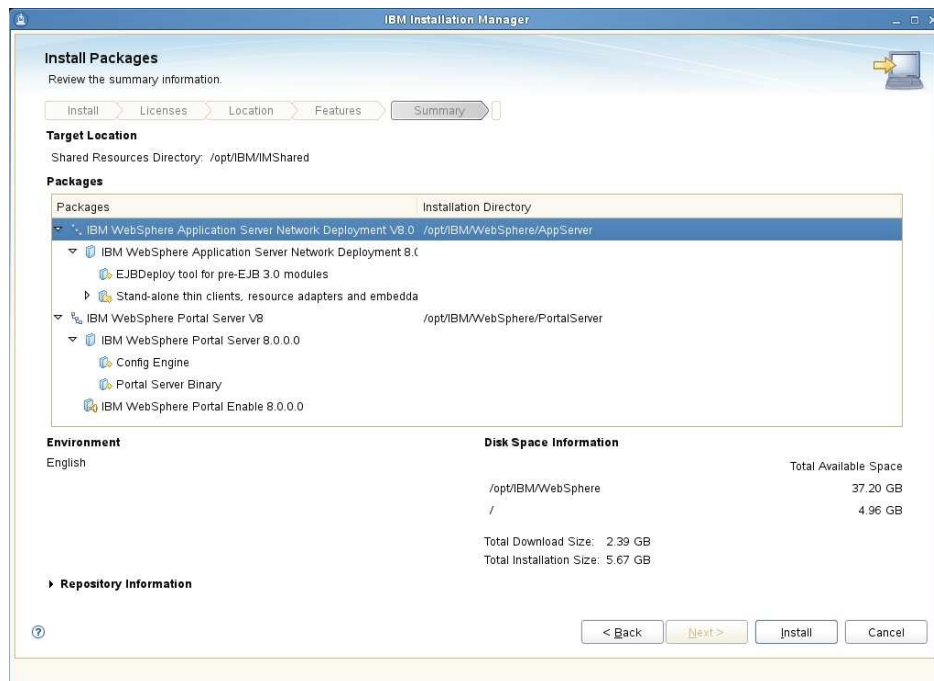 IBM Installation Manager
Install Packages
Review the summary information.
Install
Licenses
Location
Features
Summary
Target Location
Shared Resources Directory: /opt/IBM/IMShared
Packages
Packages Installation Directory
IBM WebSphere Application Server Network Deployment V8.0 /opt/IBM/WebSphere/AppServer
IBM WebSphere Application Server Network Deployment 8.(
EJBDeploy tool for pre-EJB 3.0 modules
Stand-alone thin clients, resource adapters and embedda
IBM WebSphere Portal Server V8 /opt/IBM/WebSphere/PortalServer
IBM WebSphere Portal Server 8.0.0.0
Config Engine
Portal Server Binary
IBM WebSphere Portal Enable 8.0.0.0
Environment
English
Disk Space Information
Total Available Space
/opt/IBM/WebSphere 37.20 GB
/ 4.96 GB
Total Download Size: 2.39 GB
Total Installation Size: 5.67 GB
Repository Information
?
< Back
Next >
Install
Cancel